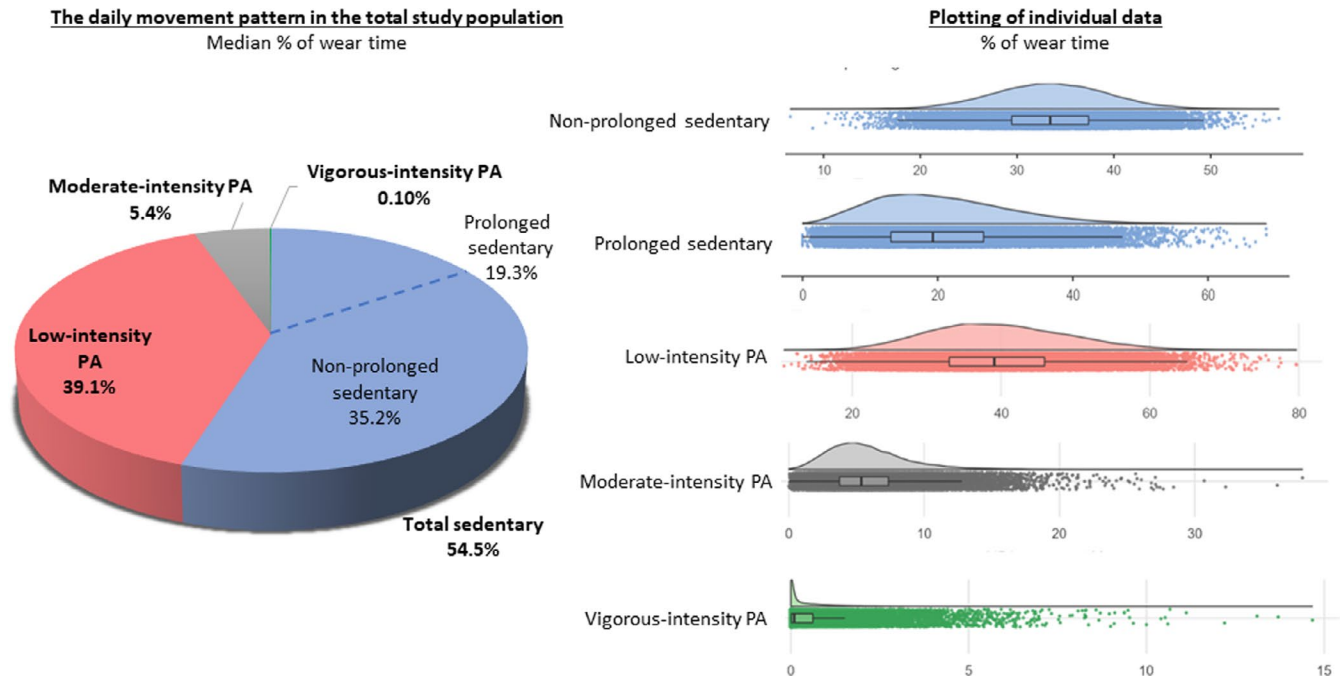 The daily movement pattern in the total study population
Median % of wear time
Moderate-intensity PA
5.4%
Vigorous-intensity PA
0.10%
Prolonged
sedentary
19.3%
Low-intensity
PA
39.1%
Non-prolonged
sedentary
35.2%
Total sedentary
54.5%
Plotting of individual data
% of wear time
Non-prolonged sedentary
10 20 30 40 50
Prolonged sedentary
0 20 40 60
Low-intensity PA
20 40 60 80
Moderate-intensity PA
0 10 20 30
Vigorous-intensity PA
0 5 10 15